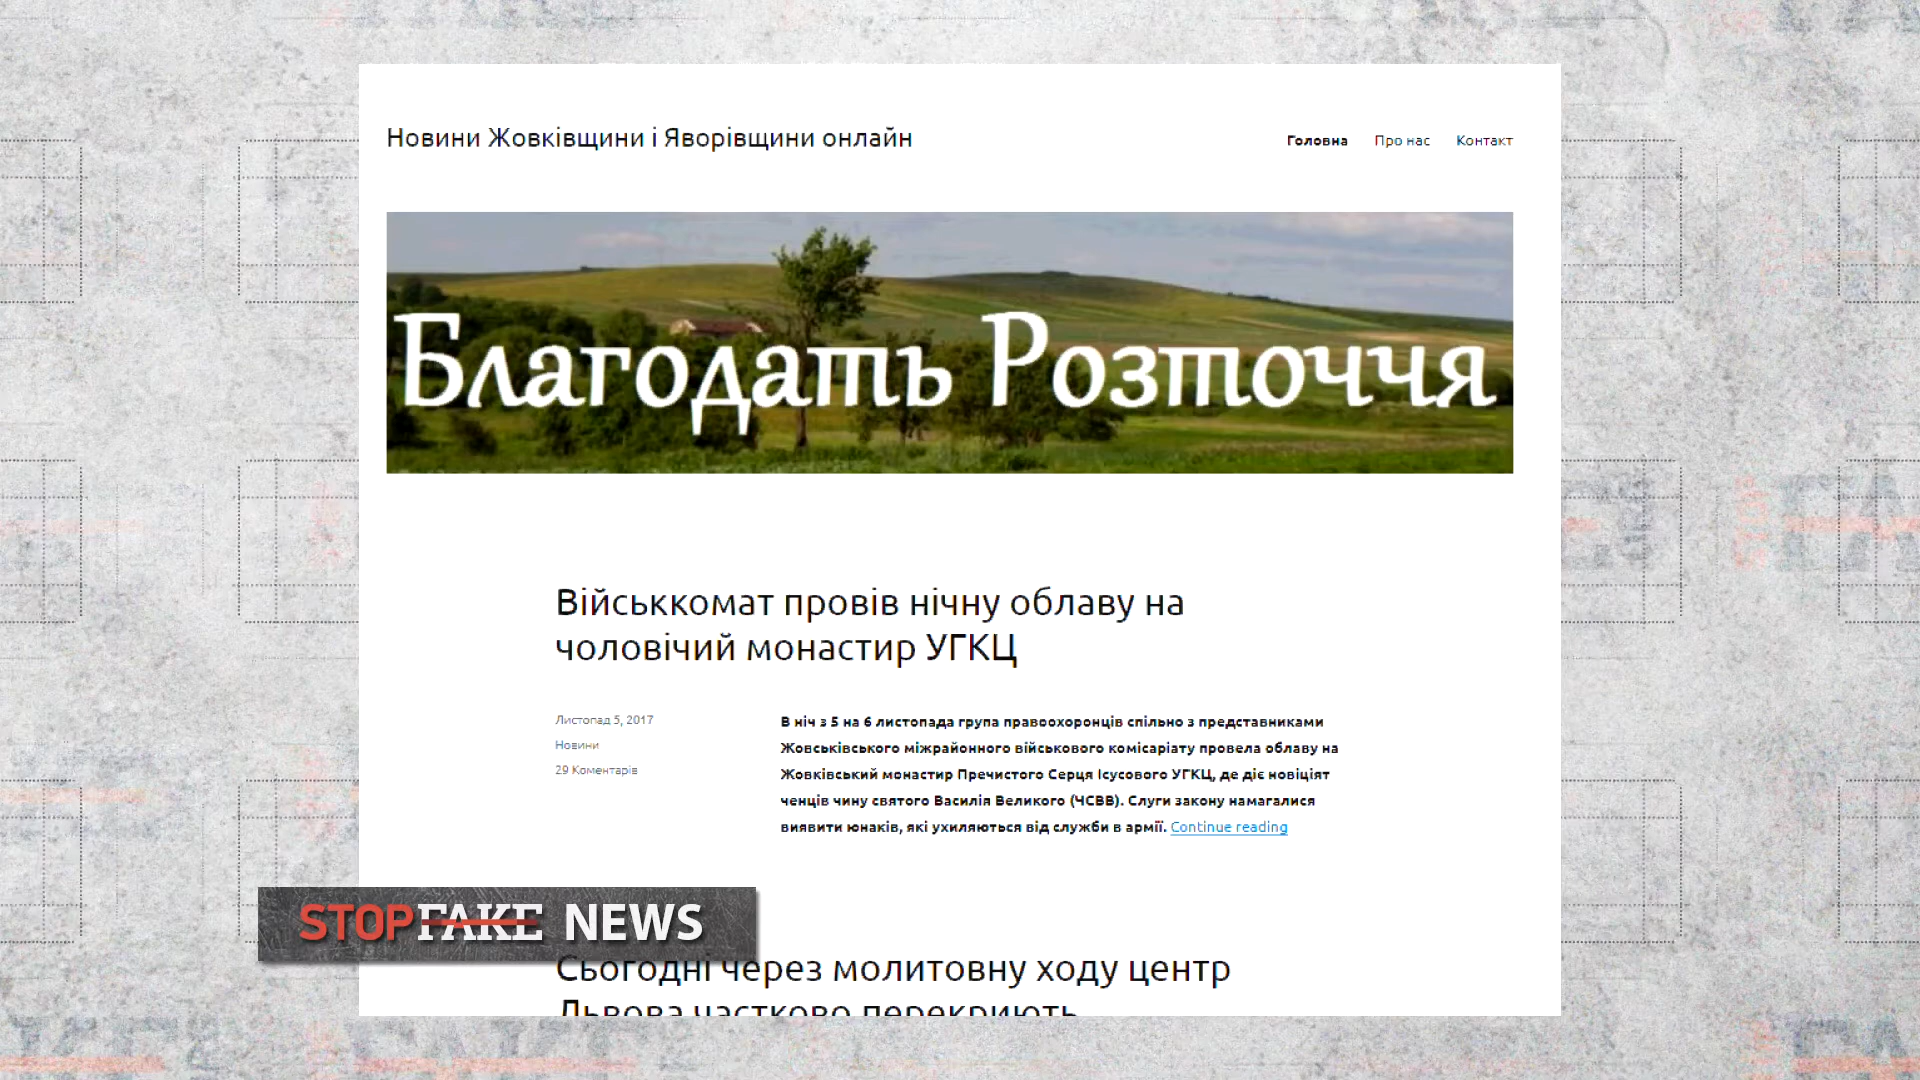 Новини Жовківщини і Яворівщини онлайн
Головна Про нас Контакт
Благодать Розточчя
Військкомат провів нічну облаву на
чоловічий монастир УГКЦ
Листопад 5, 2017
Новини
29 Коментарів
В ніч з 5 на 6 листопада група правоохоронців спільно з представниками
Жовськівського міжрайонного військового комісаріату провела облаву на
Жовківський монастир Пречистого Серця Ісусового УГКЦ, де діє новіціят
ченців чину святого Василія Великого (ЧСВВ). Слуги закону намагалися
виявити юнаків, які ухиляються від служби в армії. Continue reading
STOPFAKE NEWS
Сьогодні через молитовну ходу центр
Львова частково перекриють